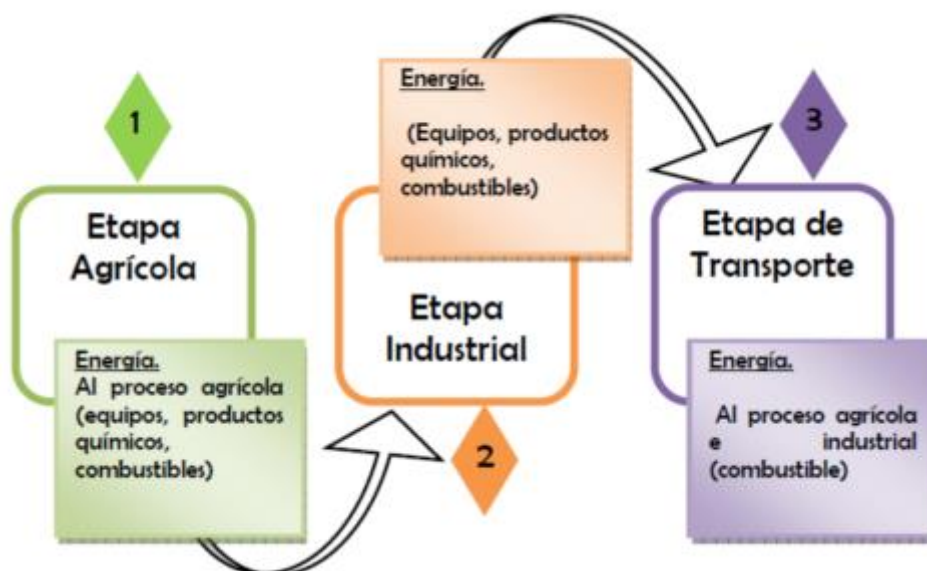 1
Etapa
Agrícola
Energía.
Al proceso agrícola
(equipos, productos
químicos,
combustibles)
Energía.
(Equipos, productos
químicos,
combustibles)
Etapa
Industrial
2
3
Etapa de
Transporte
Energía.
Al proceso agrícola
e industrial
(combustible)